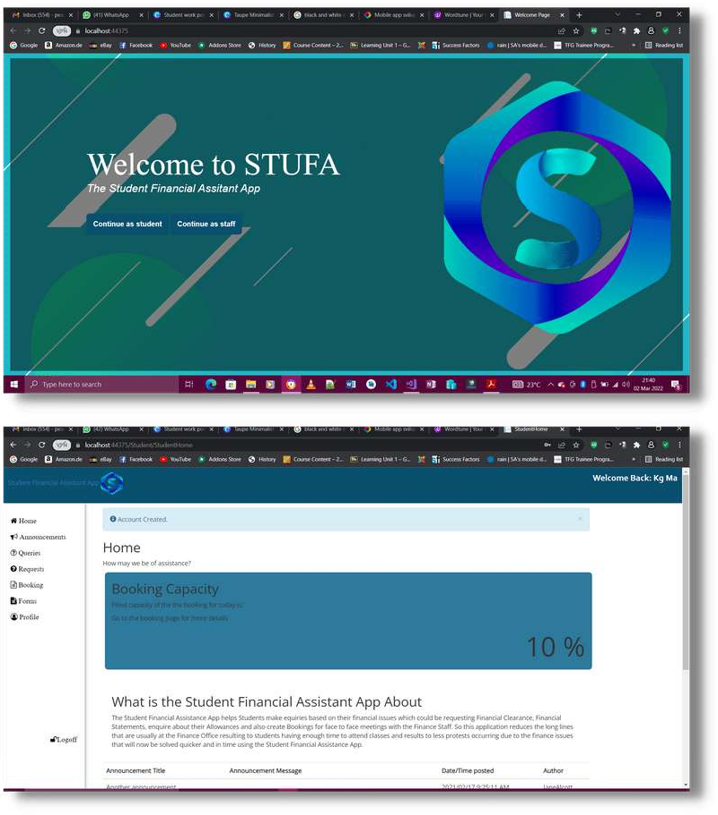 Inbox (554) - po
(4) WhatsApp
Student work po
Taupe Minimalis
black and white
Mobile app wiki
Wordtune | Your
Welcome Page
localhost:44375
Google
Amazon.de
eBay
Facebook
YouTube
Addons Store
History
Course Content – 2...
Learning Unit 1 – G...
Success Factors
rain | SA's mobile d...
TFG Trainee Progra...
Reading list
Welcome to STUFA
The Student Financial Assitant App
Continue as student
Continue as staff
Type here to search
23°C
21:40
02 Mar 2022
Inbox (554) - po
(4) WhatsApp
Student work po
Taupe Minimalis
black and white
Mobile app wiki
Wordtune | Your
StudentHome
localhost:44375/Student/StudentHome
Google
Amazon.de
eBay
Facebook
YouTube
Addons Store
History
Course Content – 2...
Learning Unit 1 – G...
Success Factors
rain | SA's mobile d...
TFG Trainee Progra...
Reading list
Student Financial Assistant App
Welcome Back: Kg Ma
Home
Announcements
Queries
Requests
Booking
Forms
Profile
Logoff
Account Created.
Home
How may we be of assistance?
Booking Capacity
Filled capacity of the the booking for today is:
Go to the booking page for more details
10 %
What is the Student Financial Assistant App About
The Student Financial Assistance App helps Students make equiries based on their financial issues which could be requesting Financial Clearance, Financial
Statements, enquire about their Allowances and also create Bookings for face to face meetings with the Finance Staff. So this application reduces the long lines
that are usually at the Finance Office resulting to students having enough time to attend classes and results to less protests occurring due to the finance issues
that will now be solved quicker and in time using the Student Financial Assistance App.
Announcement Title
Announcement Message
Date/Time posted
Author
Another announcement
2021/02/17 9:25:11 AM